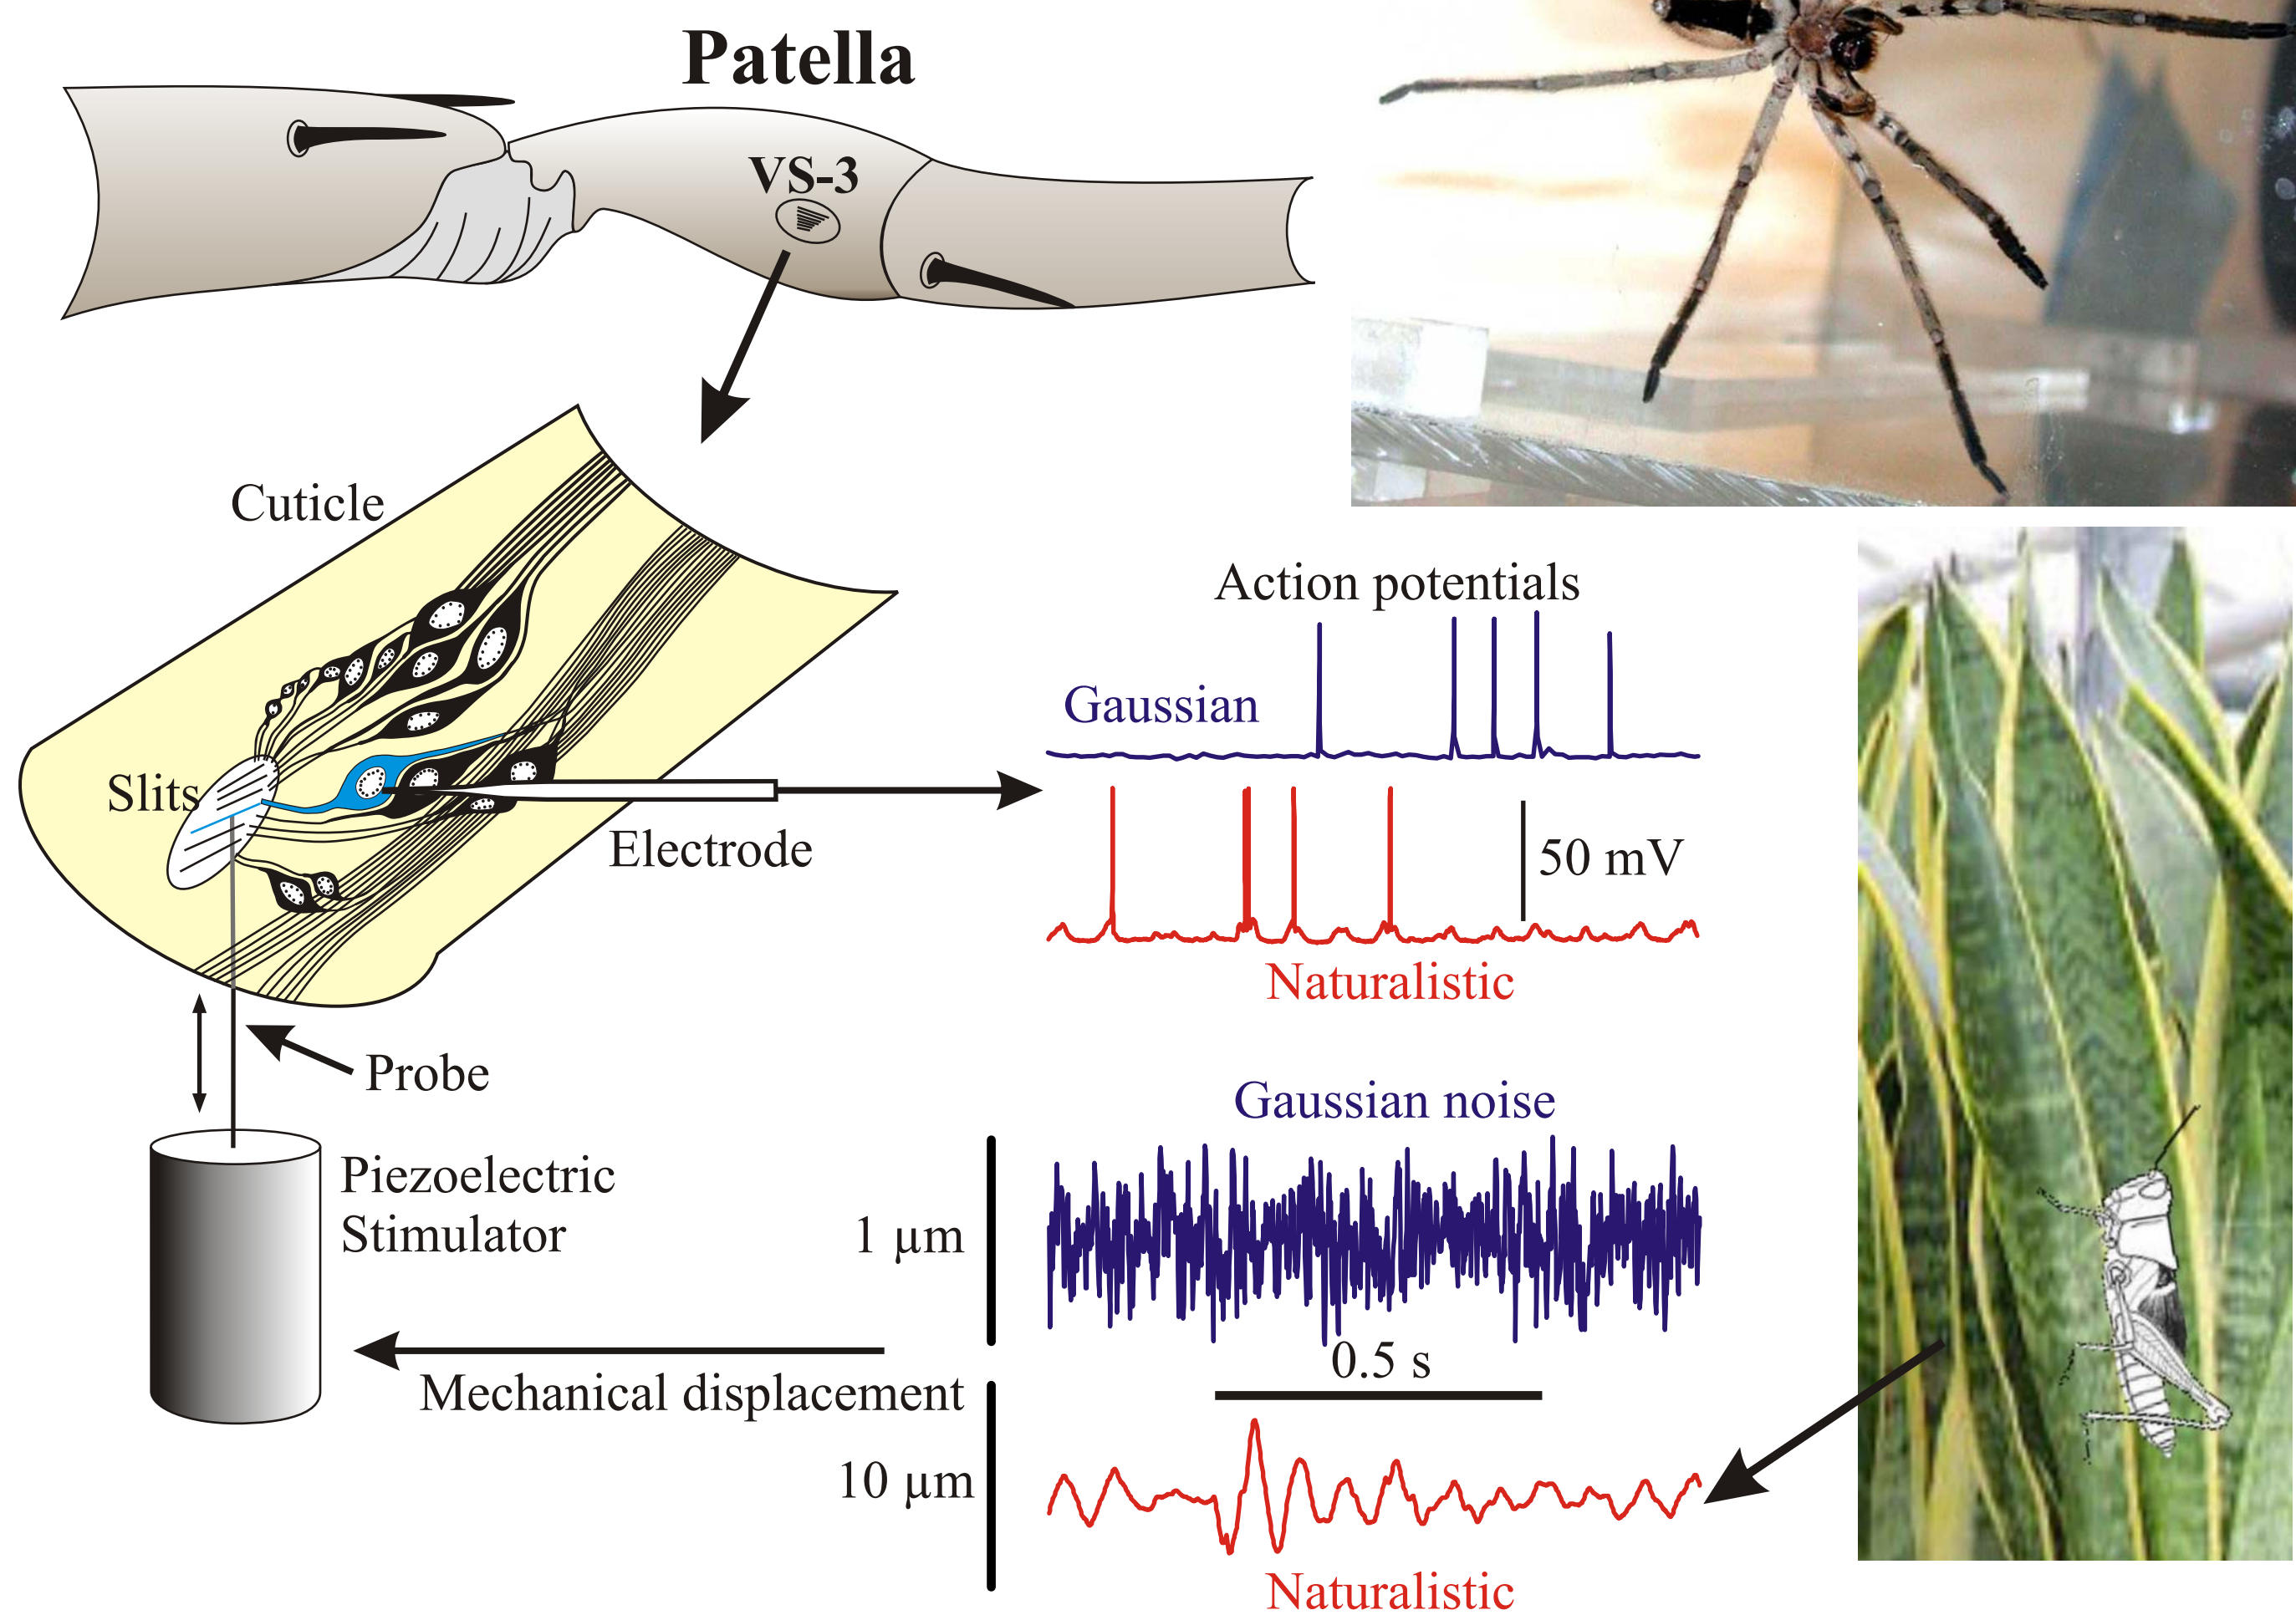 Patella
VS-3
Cuticle
Slits
Electrode
Probe
Piezoelectric
Stimulator
Action potentials
Gaussian
50 mV
Naturalistic
Gaussian noise
1 µm
0.5 s
Mechanical displacement
10 µm
Naturalistic